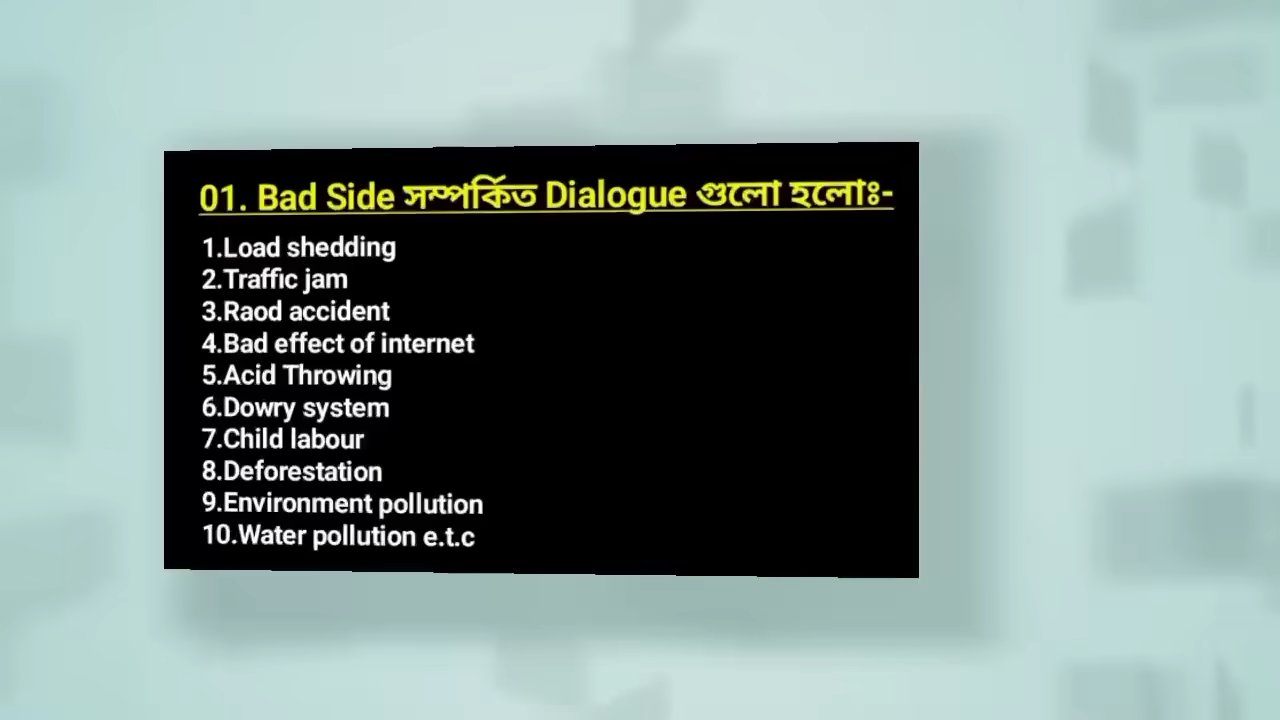 01. Bad Side সম্পর্কিত Dialogue গুলো হলোঃ-
1.Load shedding
2.Traffic jam
3.Raod accident
4.Bad effect of internet
5.Acid Throwing
6.Dowry system
7.Child labour
8.Deforestation
9.Environment pollution
10.Water pollution e.t.c